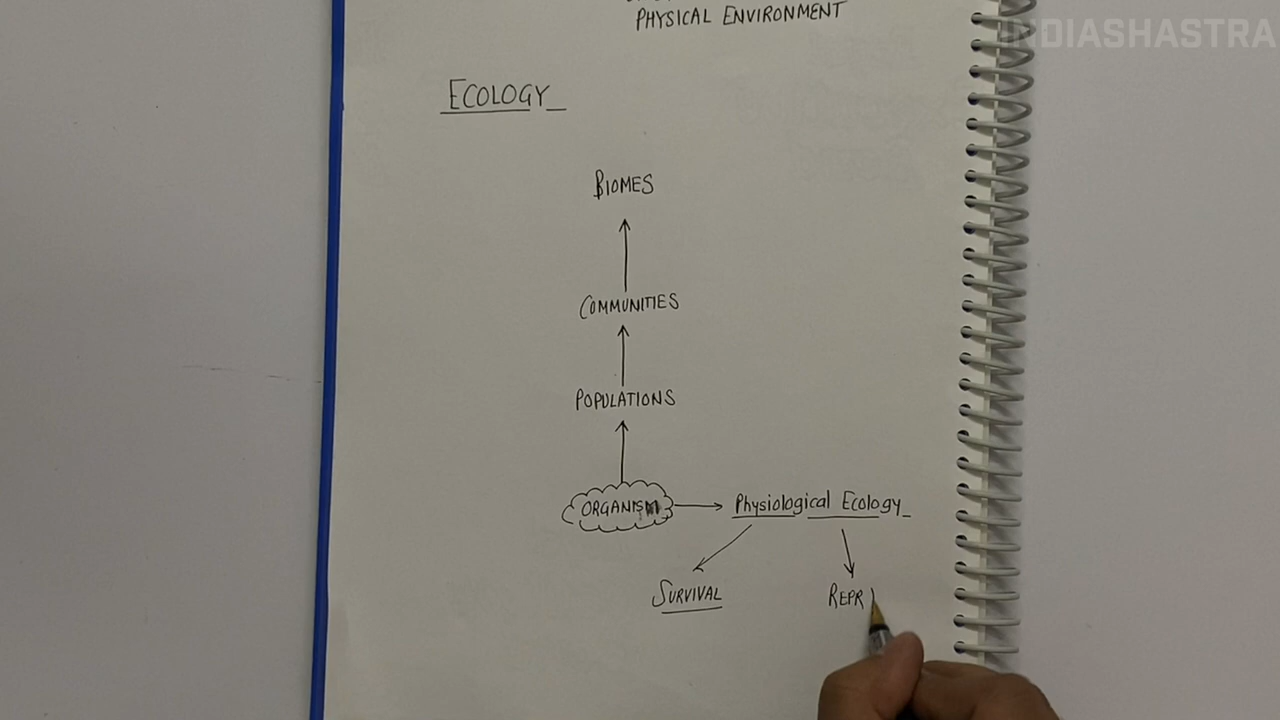 PHYSICAL ENVIRONMENT
INDIASHASTRA
ECOLOGY
BIOMES
COMMUNITIES
POPULATIONS
ORGANISM
Physiological Ecology
SURVIVAL
REPR